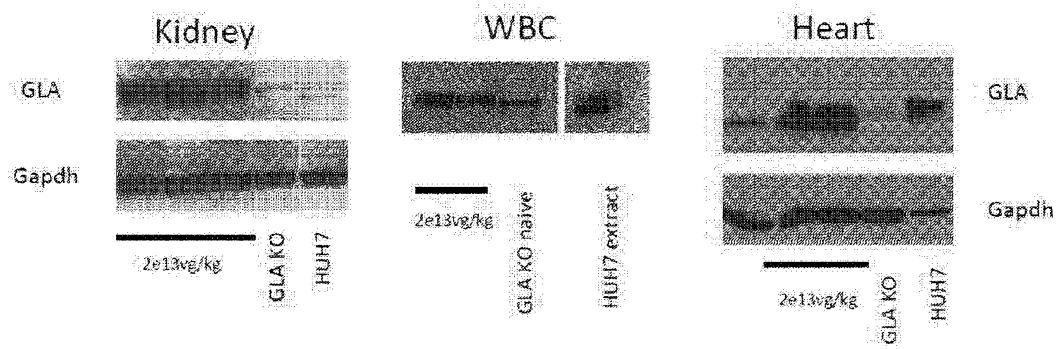 Kidney
GLA
Gapdh
2e13vg/kg
GLA KO
HUH7
WBC
2e13vg/kg
GLA KO naive
HUH7 extract
Heart
GLA
Gapdh
2e13vg/kg
GLA KO
HUH7